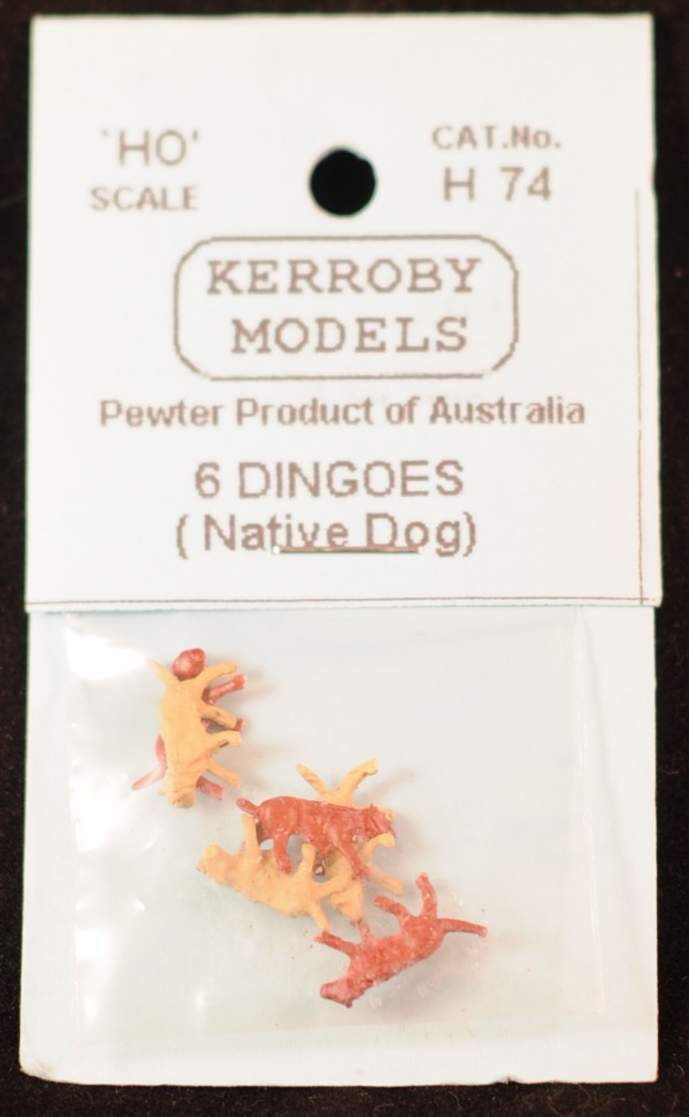 `HO'
SCALE
CAT.No.
H 74
KERROBY
MODELS
Pewter Product of Australia
6 DINGOES
( Native Dog)